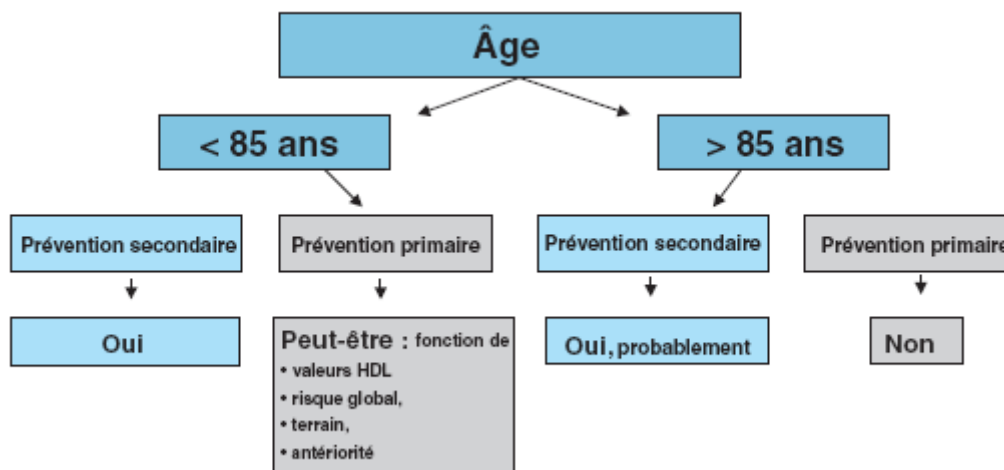 Âge
< 85 ans
> 85 ans
Prévention secondaire
Prévention primaire
Prévention secondaire
Prévention primaire
Oui
Peut-être : fonction de
• valeurs HDL
• risque global,
• terrain,
• antériorité
Oui, probablement
Non